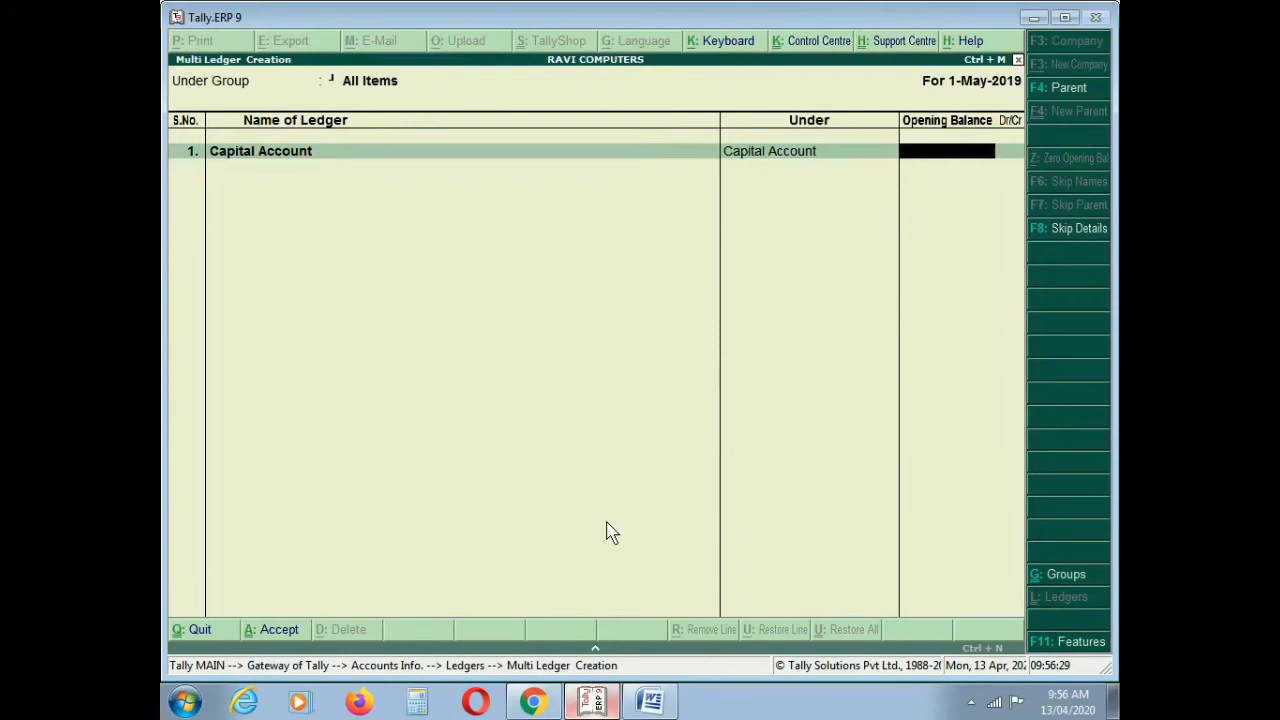 Tally.ERP 9
P: Print E: Export M: E-Mail O: Upload S: TallyShop G: Language K: Keyboard K: Control Centre H: Support Centre H: Help F3: Company
Multi Ledger Creation RAVI COMPUTERS Ctrl + M F3: New Company
Under Group : All Items For 1-May-2019 F4: Parent
F4: New Parent
S.No. Name of Ledger Under Opening Balance Dr/Cr
1. Capital Account Capital Account
Z: Zero Opening Bal
F6: Skip Names
F7: Skip Parent
F8: Skip Details
G: Groups
L: Ledgers
Q: Quit A: Accept D: Delete R: Remove Line U: Restore Line U: Restore All
F11: Features
Ctrl + N
Tally MAIN --> Gateway of Tally --> Accounts Info. --> Ledgers --> Multi Ledger Creation © Tally Solutions Pvt Ltd., 1988-20 Mon, 13 Apr, 202 09:56:29
Tally ERP 9
9:56 AM
13/04/2020